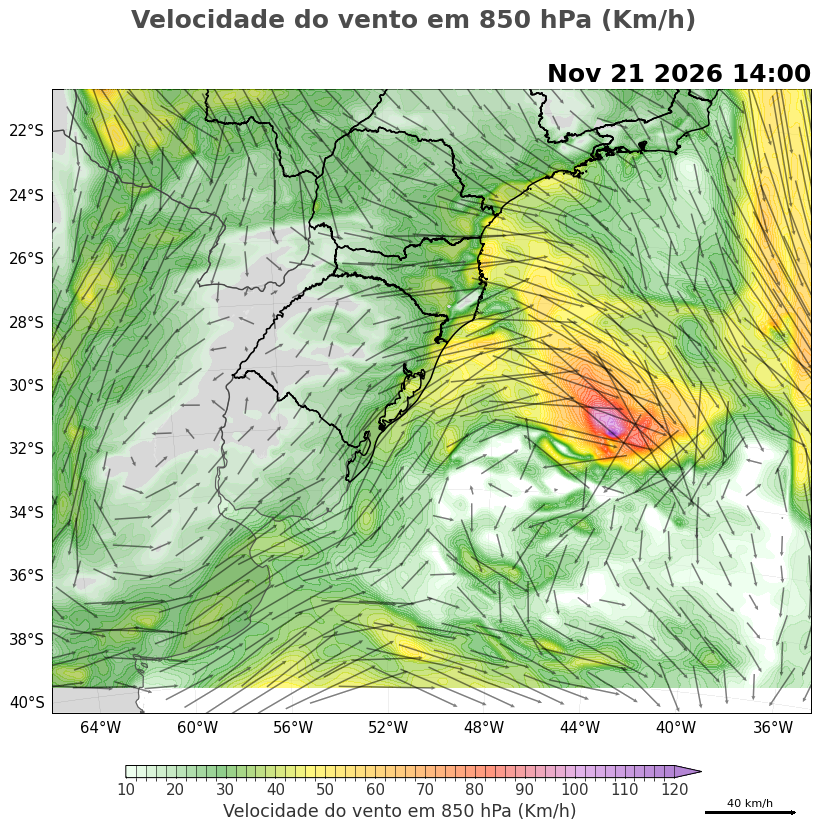 Velocidade do vento em 850 hPa (Km/h)
Nov 21 2026 14:00
22°S
24°S
26°S
28°S
30°S
32°S
34°S
36°S
38°S
40°S
64°W 60°W 56°W 52°W 48°W 44°W 40°W 36°W
10 20 30 40 50 60 70 80 90 100 110 120
Velocidade do vento em 850 hPa (Km/h)
40 km/h